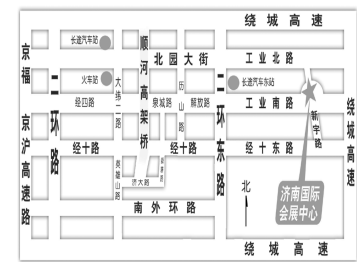 绕城高速
长途汽车站
顺河高架桥
北园大街
工业北路
京福
京沪高速路
火车站
二环路
大纬二路
历山路
二环东路
长途汽车东站
经四路
泉城路
解放路
工业南路
新宇路
绕城高速
经十路
经十路
经十东路
英雄山路
济大路
北
济南国际
会展中心
南外环路
绕城高速